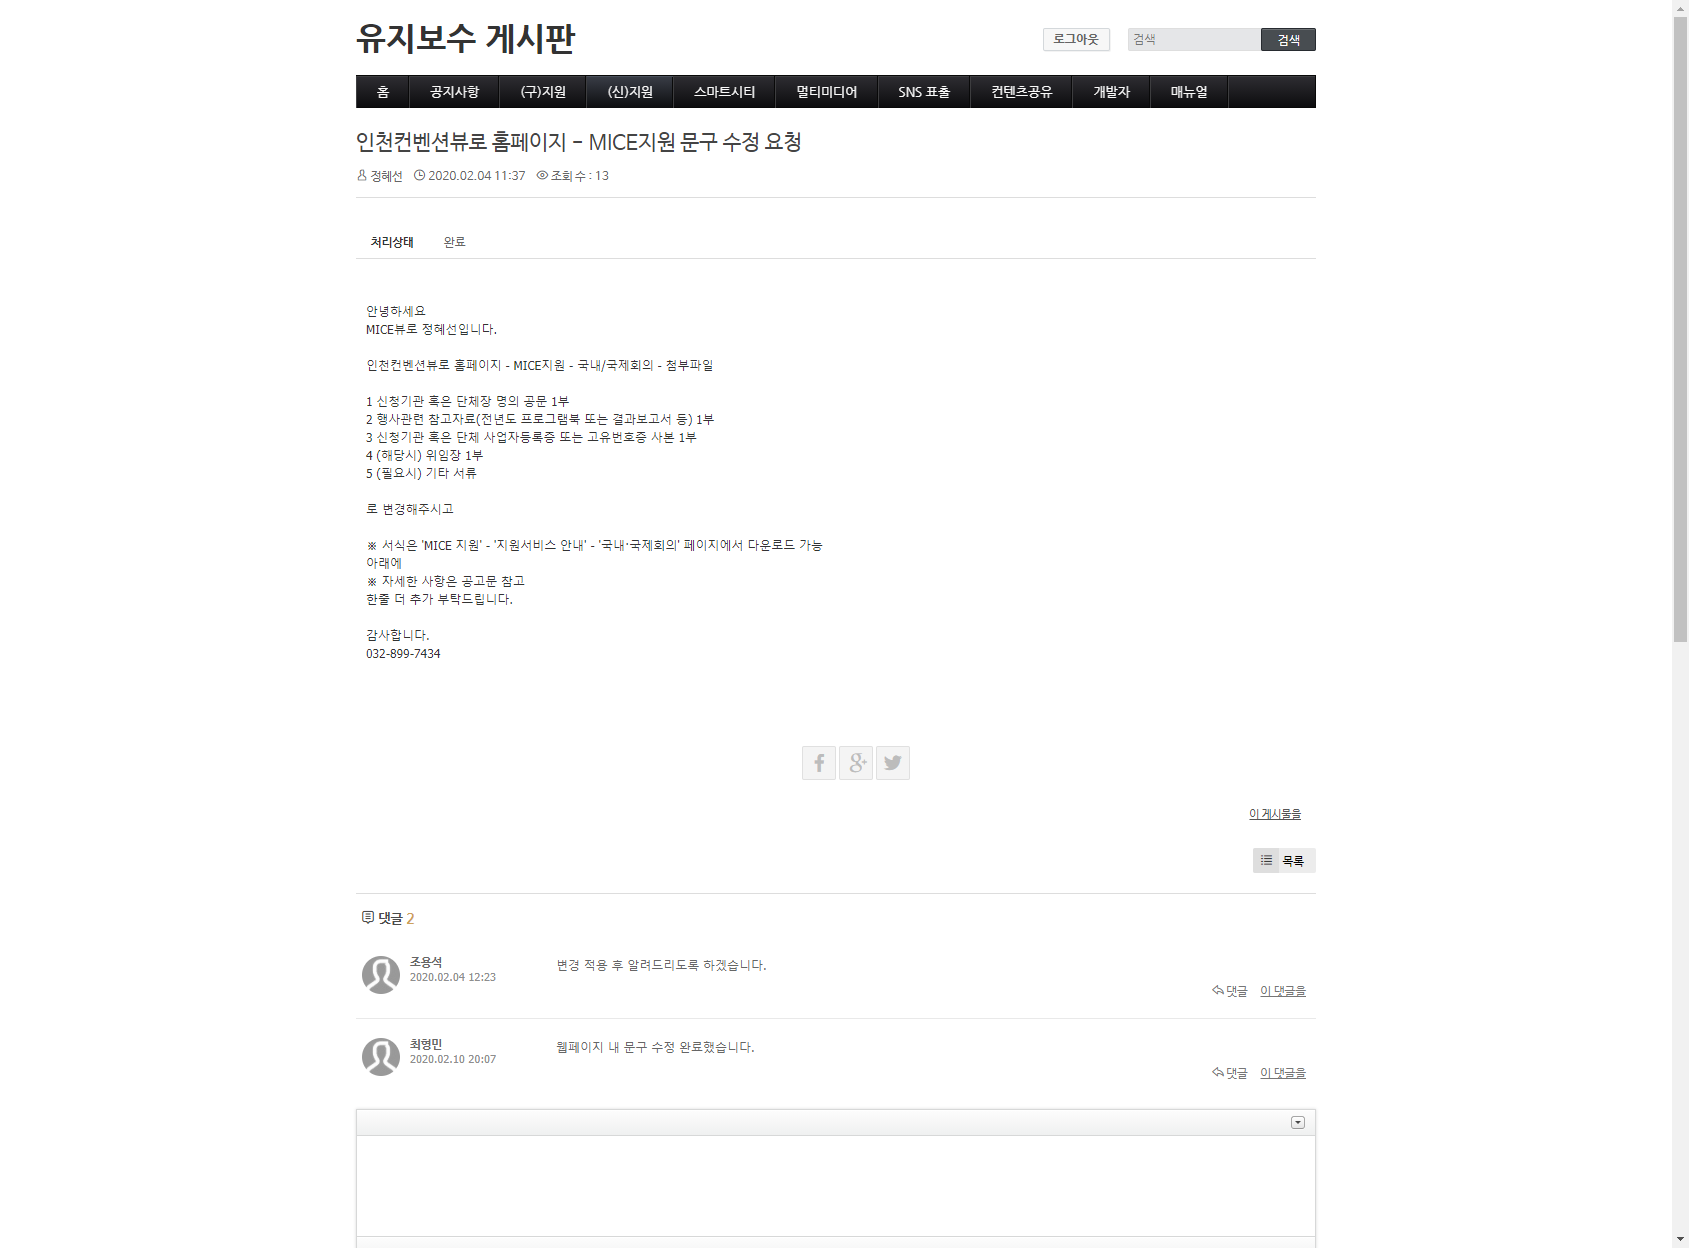 유지보수 게시판
로그아웃
검색
검색
홈
공지사항
(구)지원
(신)지원
스마트시티
멀티미디어
SNS 표출
컨텐츠공유
개발자
매뉴얼
인천컨벤션뷰로 홈페이지 - MICE지원 문구 수정 요청
정혜선 2020.02.04 11:37 조회 수 : 13
처리상태 완료
안녕하세요
MICE뷰로 정혜선입니다.
인천컨벤션뷰로 홈페이지 - MICE지원 - 국내/국제회의 - 첨부파일
1 신청기관 혹은 단체장 명의 공문 1부
2 행사관련 참고자료(전년도 프로그램북 또는 결과보고서 등) 1부
3 신청기관 혹은 단체 사업자등록증 또는 고유번호증 사본 1부
4 (해당시) 위임장 1부
5 (필요시) 기타 서류
로 변경해주시고
※ 서식은 'MICE 지원' - '지원서비스 안내' - '국내·국제회의' 페이지에서 다운로드 가능
아래에
※ 자세한 사항은 공고문 참고
한줄 더 추가 부탁드립니다.
감사합니다.
032-899-7434
이 게시물을
목록
댓글 2
조용석
2020.02.04 12:23
변경 적용 후 알려드리도록 하겠습니다.
댓글 이 댓글을
최형민
2020.02.10 20:07
웹페이지 내 문구 수정 완료했습니다.
댓글 이 댓글을